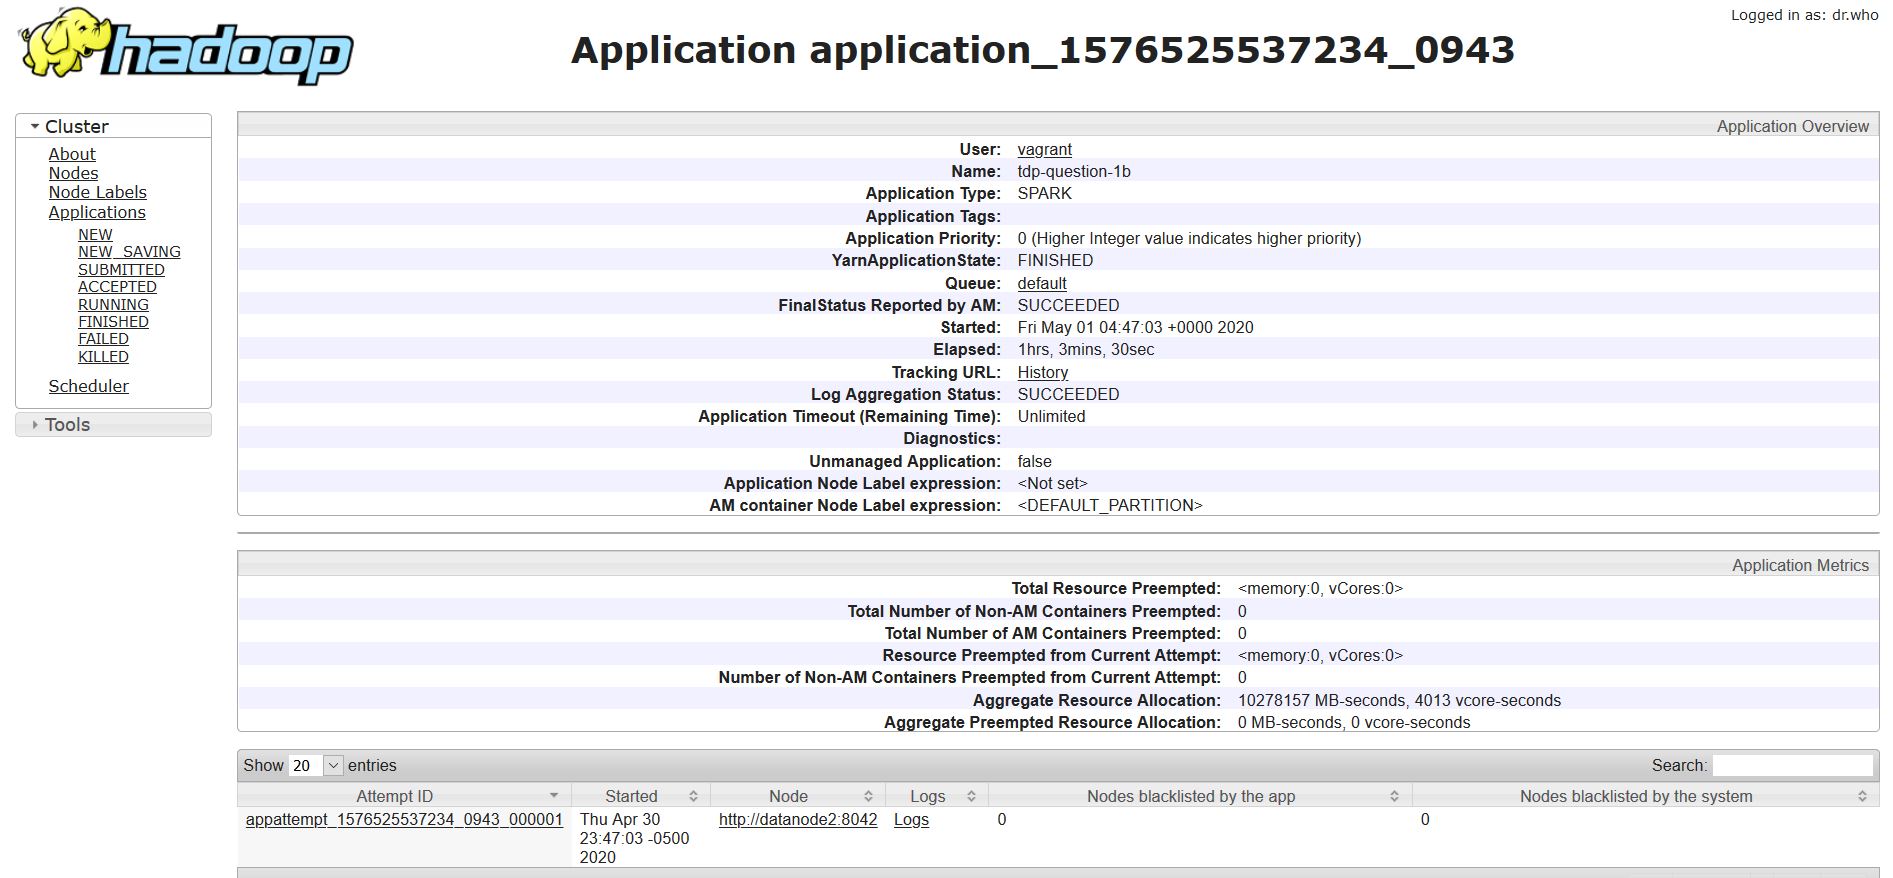 Logged in as: dr.who
hadoop
Application application_1576525537234_0943
Cluster
About
Nodes
Node Labels
Applications
NEW
NEW_SAVING
SUBMITTED
ACCEPTED
RUNNING
FINISHED
FAILED
KILLED
Scheduler
Tools
Application Overview
User: vagrant
Name: tdp-question-1b
Application Type: SPARK
Application Tags:
Application Priority: 0 (Higher Integer value indicates higher priority)
YarnApplicationState: FINISHED
Queue: default
FinalStatus Reported by AM: SUCCEEDED
Started: Fri May 01 04:47:03 +0000 2020
Elapsed: 1hrs, 3mins, 30sec
Tracking URL: History
Log Aggregation Status: SUCCEEDED
Application Timeout (Remaining Time): Unlimited
Diagnostics:
Unmanaged Application: false
Application Node Label expression: <Not set>
AM container Node Label expression: <DEFAULT_PARTITION>
Application Metrics
Total Resource Preempted: <memory:0, vCores:0>
Total Number of Non-AM Containers Preempted: 0
Total Number of AM Containers Preempted: 0
Resource Preempted from Current Attempt: <memory:0, vCores:0>
Number of Non-AM Containers Preempted from Current Attempt: 0
Aggregate Resource Allocation: 10278157 MB-seconds, 4013 vcore-seconds
Aggregate Preempted Resource Allocation: 0 MB-seconds, 0 vcore-seconds
Show 20 entries Search:
Attempt ID Started Node Logs Nodes blacklisted by the app Nodes blacklisted by the system
appattempt_1576525537234_0943_000001 Thu Apr 30 http://datanode2:8042 Logs 0 0
23:47:03 -0500
2020